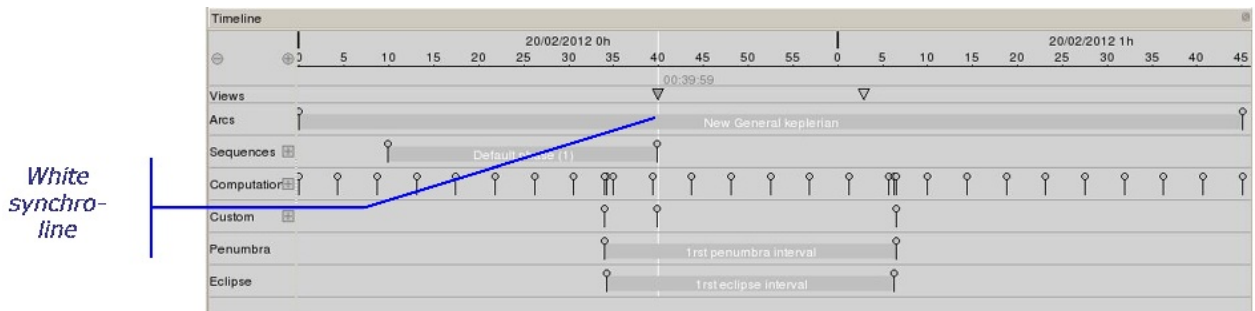 Timeline
20/02/2012 0h 20/02/2012 1h
0 5 10 15 20 25 30 35 40 45 50 55 0 5 10 15 20 25 30 35 40 45
00:39:59
Views
Arcs New General keplerian
Sequences Default phase (1)
Computation
Custom
Penumbra 1rst penumbra interval
Eclipse 1rst eclipse interval
White
synchro-
line